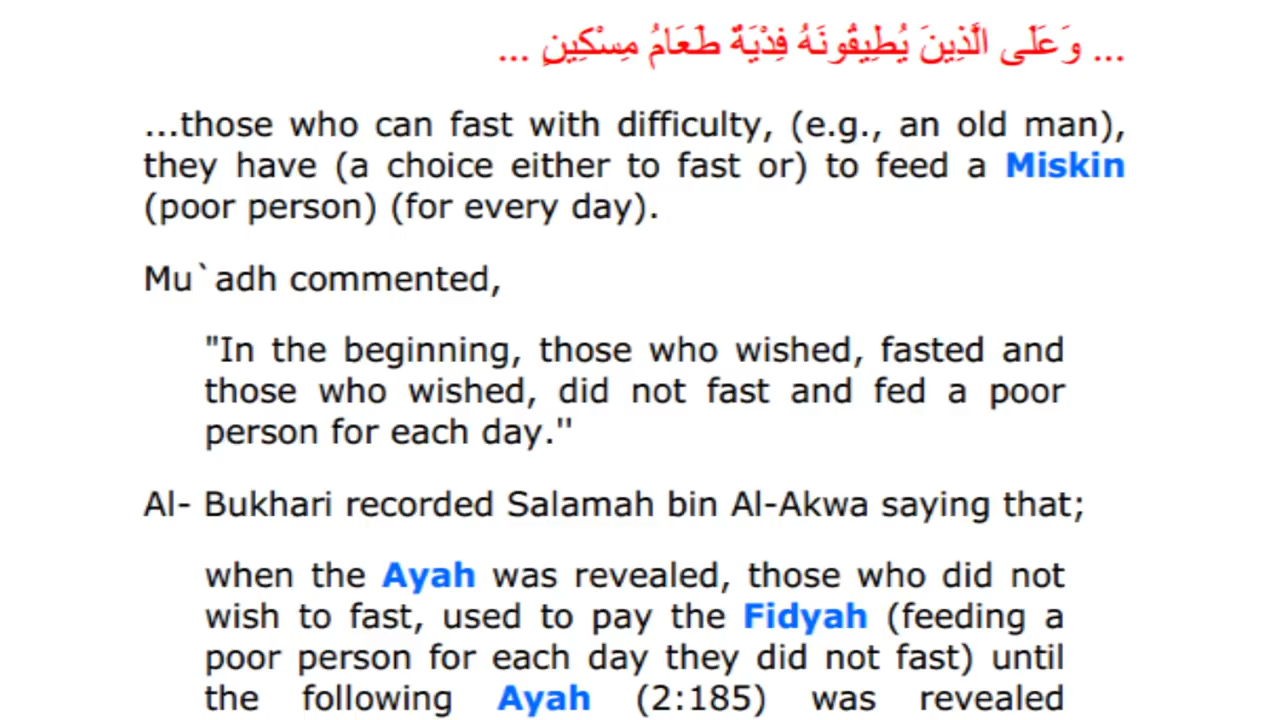 ... وَعَلَى الَّذِينَ يُطِيقُونَهُ فِدْيَةٌ طَعَامُ مِسْكِينٍ ...
...those who can fast with difficulty, (e.g., an old man),
they have (a choice either to fast or) to feed a Miskin
(poor person) (for every day).
Mu`adh commented,
"In the beginning, those who wished, fasted and
those who wished, did not fast and fed a poor
person for each day.''
Al- Bukhari recorded Salamah bin Al-Akwa saying that;
when the Ayah was revealed, those who did not
wish to fast, used to pay the Fidyah (feeding a
poor person for each day they did not fast) until
the following Ayah (2:185) was revealed